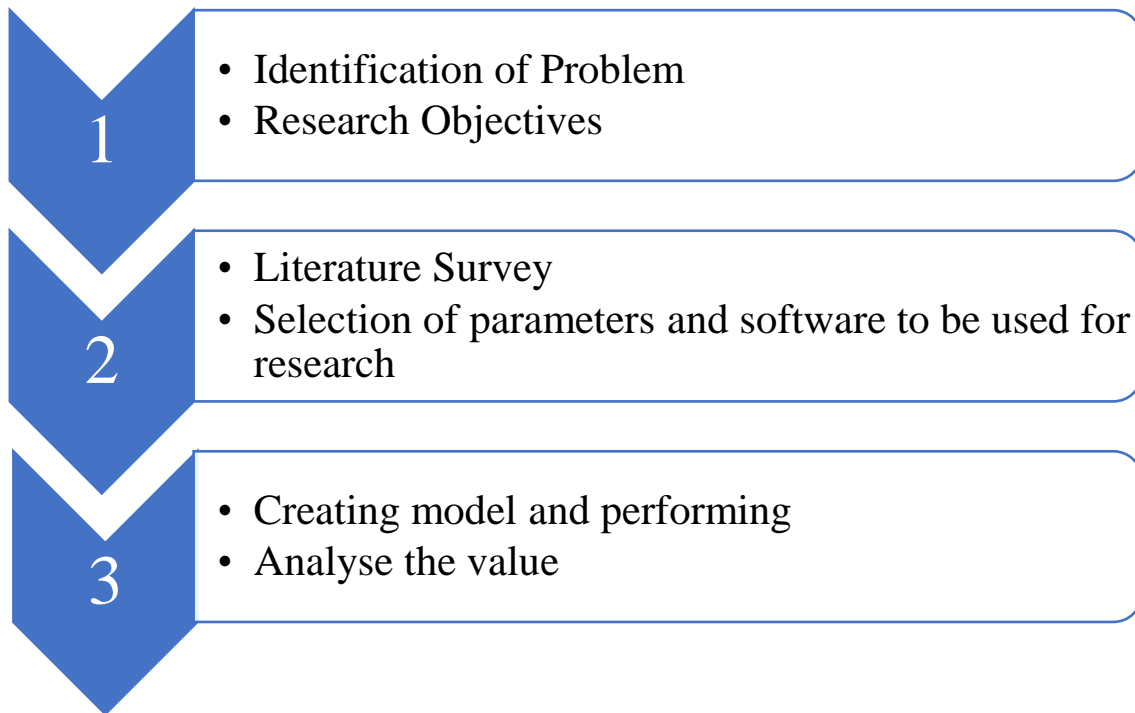 1
• Identification of Problem
• Research Objectives
2
• Literature Survey
• Selection of parameters and software to be used for
research
3
• Creating model and performing
• Analyse the value